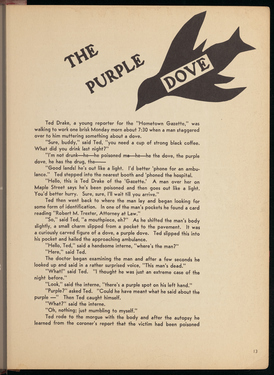 THE
PURPLE
DOVE
Ted Drake, a young reporter for the "Hometown Gazette," was
walking to work one brisk Monday morn about 7:30 when a man staggered
over to him muttering something about a dove.
"Sure, buddy," said Ted, "you need a cup of strong black coffee.
What did you drink last night?"
"I'm not drunk—he—he poisoned me—he—he the dove, the purple
dove, he has the drug, the——
"Good lands! he's out like a light. I'd better 'phone for an ambu-
lance." Ted stepped into the nearest booth and 'phoned the hospital.
"Hello, this is Ted Drake of the 'Gazette.' A man over here on
Maple Street says he's been poisoned and then goes out like a light.
You'd better hurry. Sure, sure, I'll wait till you arrive."
Ted then went back to where the man lay and began looking for
some form of identification. In one of the man's pockets he found a card
reading "Robert M. Trester, Attorney at Law."
"So," said Ted, "a mouthpiece, eh?" As he shifted the man's body
slightly, a small charm slipped from a pocket to the pavement. It was
a curiously carved figure of a dove, a purple dove. Ted slipped this into
his pocket and hailed the approaching ambulance.
"Hello, Ted," said a handsome interne, "where's the man?"
"Here," said Ted.
The doctor began examining the man and after a few seconds he
looked up and said in a rather surprised voice, "This man's dead."
"What!" said Ted. "I thought he was just an extreme case of the
night before."
"Look," said the interne, "there's a purple spot on his left hand."
"Purple?" asked Ted. "Could he have meant what he said about the
purple —" Then Ted caught himself.
"What?" said the interne.
"Oh, nothing; just mumbling to myself."
Ted rode to the morgue with the body and after the autopsy he
learned from the coroner's report that the victim had been poisoned
13